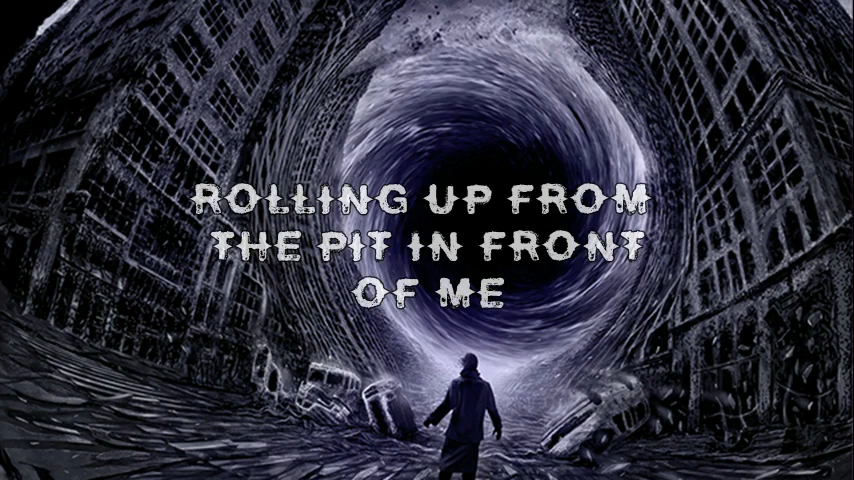 ROLLING UP FROM
THE PIT IN FRONT
OF ME